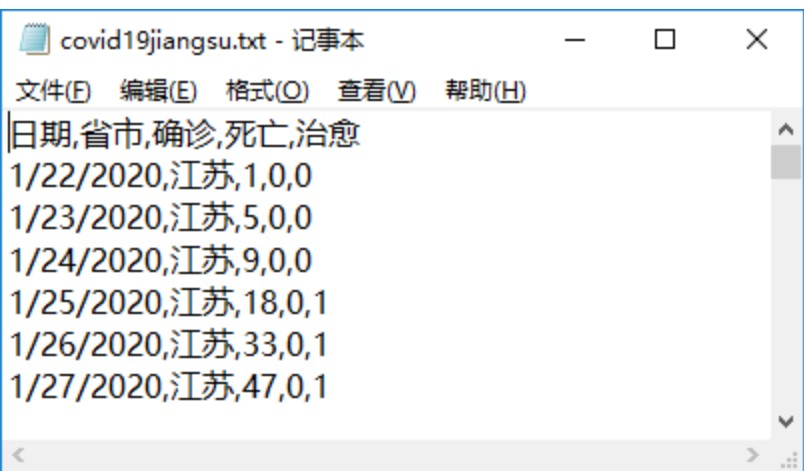 covid19jiangsu.txt - 记事本
文件(F) 编辑(E) 格式(O) 查看(V) 帮助(H)
日期,省市,确诊,死亡,治愈
1/22/2020,江苏,1,0,0
1/23/2020,江苏,5,0,0
1/24/2020,江苏,9,0,0
1/25/2020,江苏,18,0,1
1/26/2020,江苏,33,0,1
1/27/2020,江苏,47,0,1